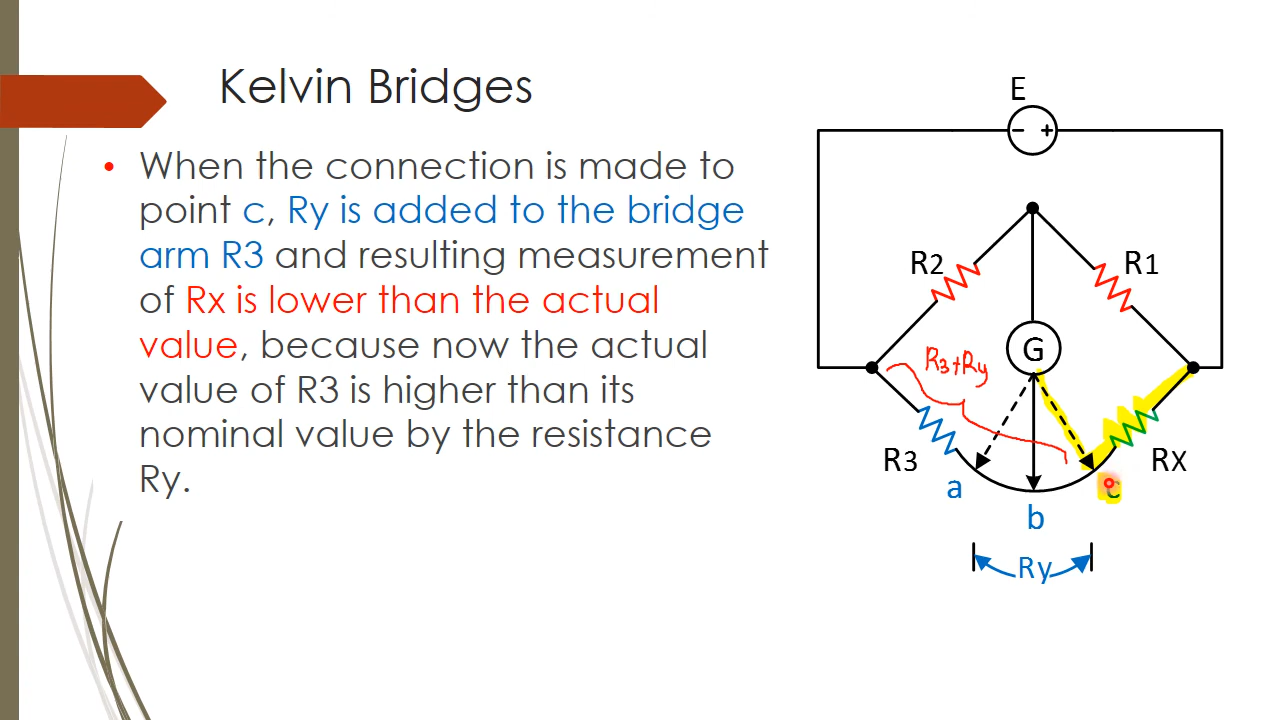 Kelvin Bridges
• When the connection is made to
point c, Ry is added to the bridge
arm R3 and resulting measurement
of Rx is lower than the actual
value, because now the actual
value of R3 is higher than its
nominal value by the resistance
Ry.
E
- +
R2
R1
G
R3+Ry
R3
RX
a
c
b
Ry